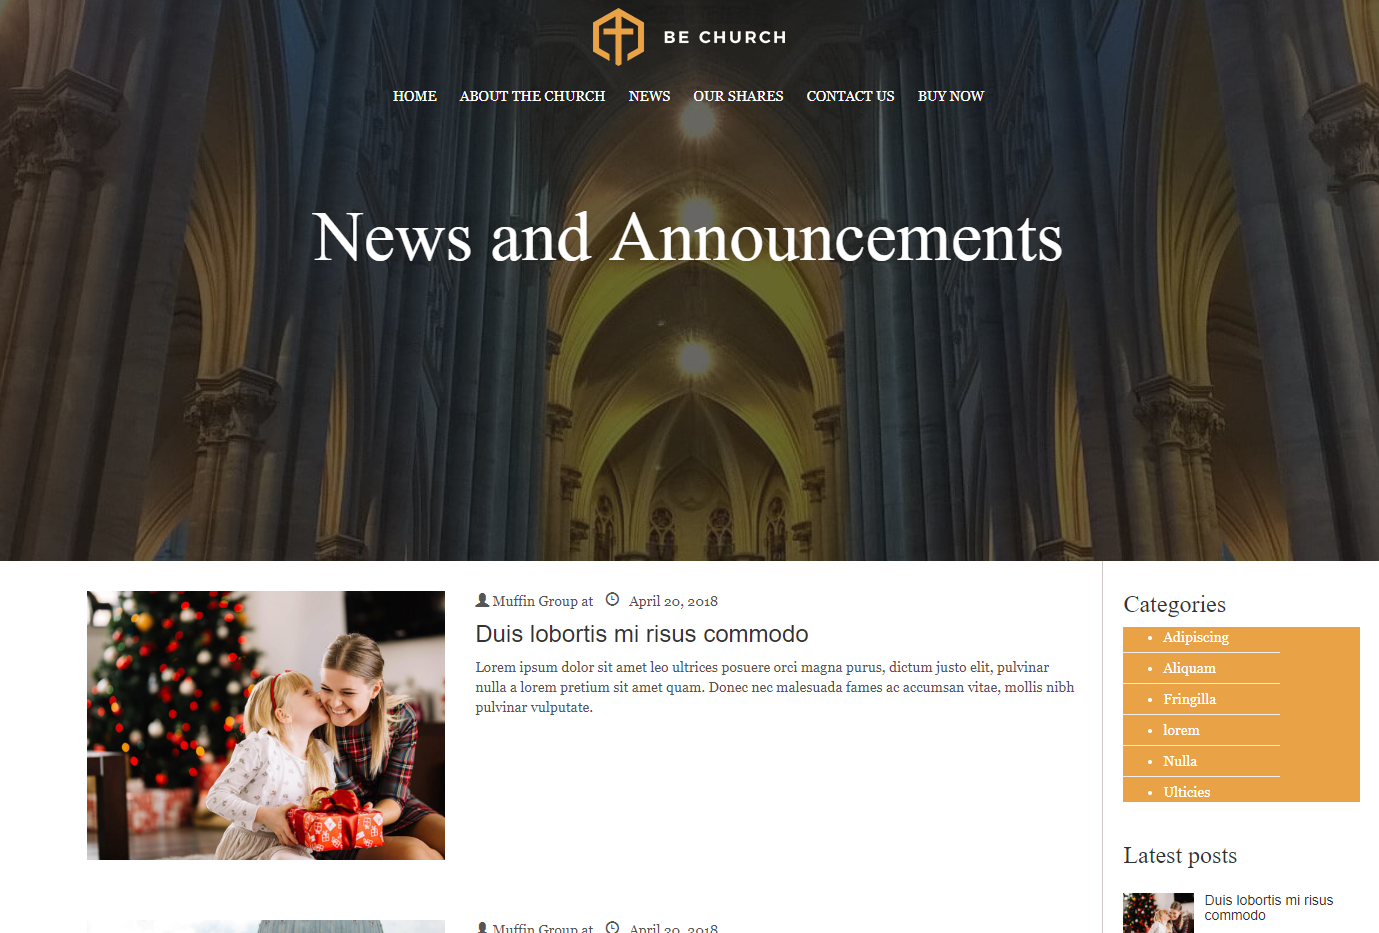 BE CHURCH
HOME ABOUT THE CHURCH NEWS OUR SHARES CONTACT US BUY NOW
News and Announcements
Muffin Group at April 20, 2018
Duis lobortis mi risus commodo
Lorem ipsum dolor sit amet leo ultrices posuere orci magna purus, dictum justo elit, pulvinar
nulla a lorem pretium sit amet quam. Donec nec malesuada fames ac accumsan vitae, mollis nibh
pulvinar vulputate.
Muffin Group at April 20, 2018
Categories
Adipiscing
Aliquam
Fringilla
lorem
Nulla
Ulticies
Latest posts
Duis lobortis mi risus
commodo